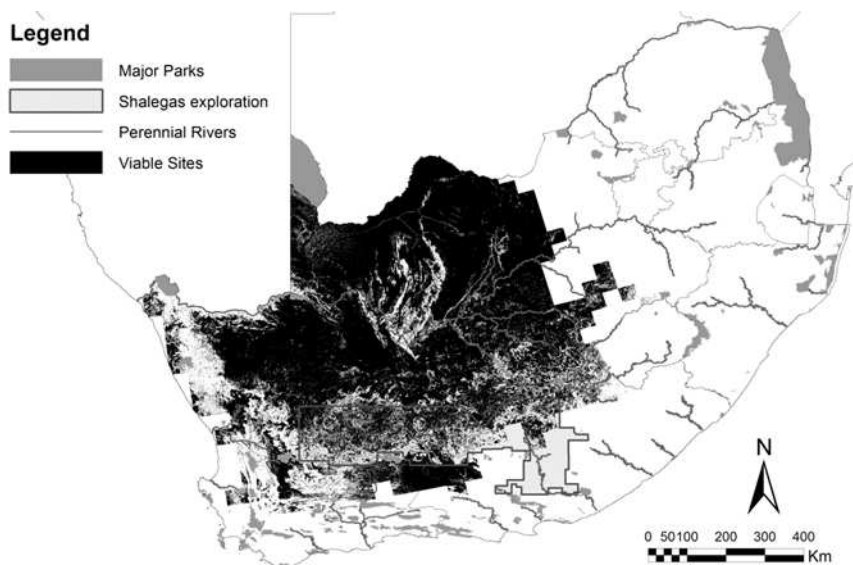 Legend
Major Parks
Shalegas exploration
Perennial Rivers
Viable Sites
N
0 50100 200 300 400
Km